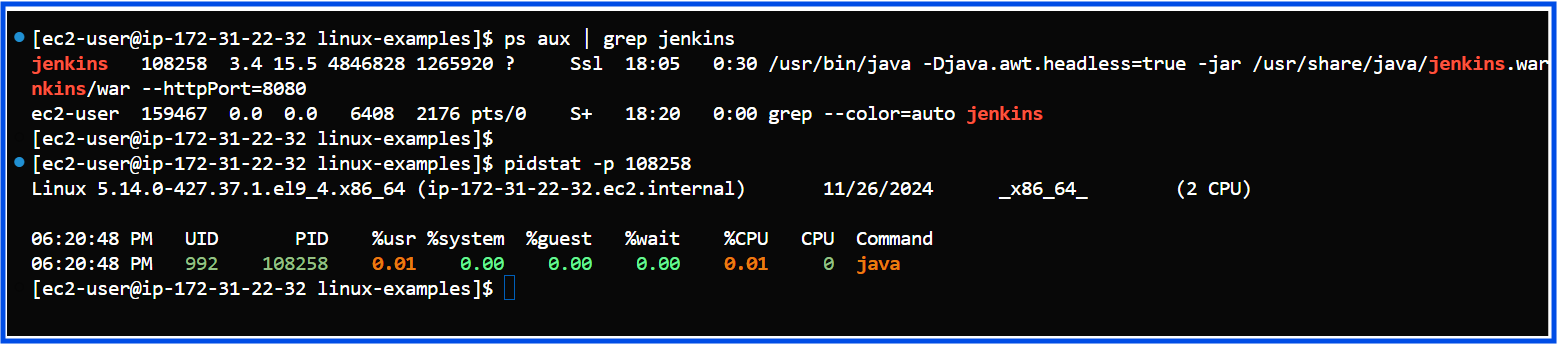 [ec2-user@ip-172-31-22-32 linux-examples]$ ps aux | grep jenkins
jenkins   108258  3.4 15.5 4846828 1265920 ?     Ssl  18:05   0:30 /usr/bin/java -Djava.awt.headless=true -jar /usr/share/java/jenkins.war
nkins/war --httpPort=8080
ec2-user  159467  0.0  0.0   6408  2176 pts/0    S+   18:20   0:00 grep --color=auto jenkins
[ec2-user@ip-172-31-22-32 linux-examples]$
[ec2-user@ip-172-31-22-32 linux-examples]$ pidstat -p 108258
Linux 5.14.0-427.37.1.el9_4.x86_64 (ip-172-31-22-32.ec2.internal)       11/26/2024      _x86_64_        (2 CPU)
06:20:48 PM   UID       PID    %usr %system  %guest   %wait    %CPU   CPU  Command
06:20:48 PM   992    108258    0.01    0.00    0.00    0.00    0.01     0  java
[ec2-user@ip-172-31-22-32 linux-examples]$